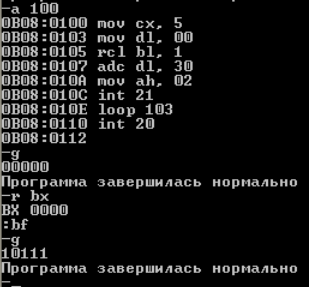 -a 100
0B08:0100 mov cx, 5
0B08:0103 mov dl, 00
0B08:0105 rcl bl, 1
0B08:0107 adc dl, 30
0B08:010A mov ah, 02
0B08:010C int 21
0B08:010E loop 103
0B08:0110 int 20
0B08:0112
-g
00000
Программа завершилась нормально
-r bx
BX 0000
:bf
-g
10111
Программа завершилась нормально
-_